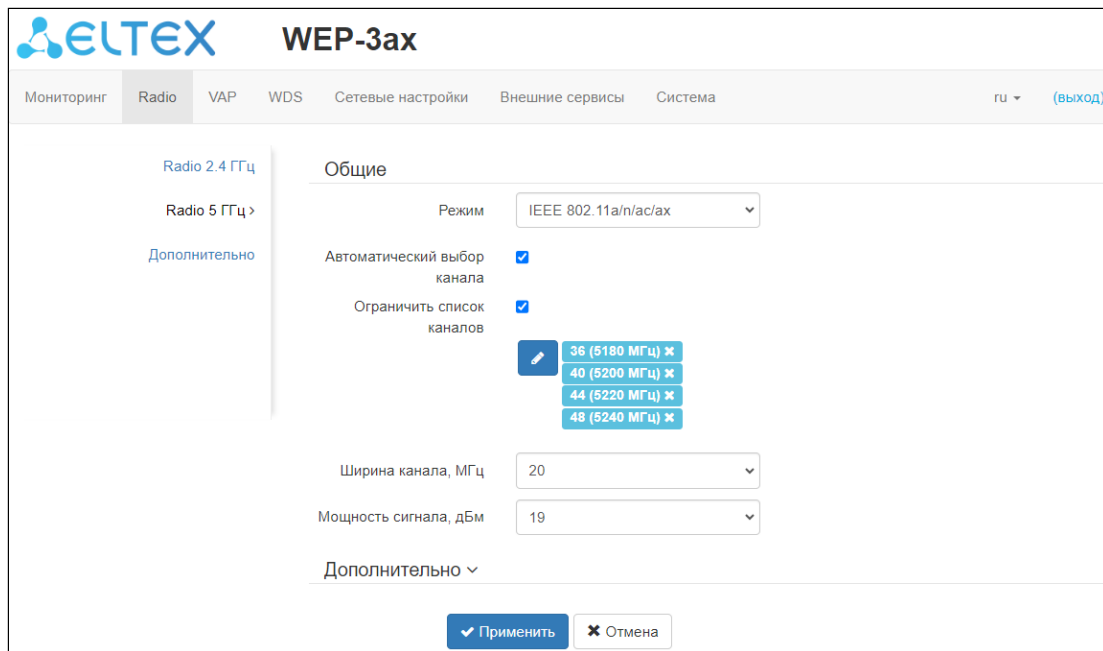 ELTEX WEP-3ax
Мониторинг Radio VAP WDS Сетевые настройки Внешние сервисы Система ru (выход)
Radio 2.4 ГГц
Radio 5 ГГц
Дополнительно
Общие
Режим IEEE 802.11a/n/ac/ax
Автоматический выбор
канала
Ограничить список
каналов
36 (5180 МГц)
40 (5200 МГц)
44 (5220 МГц)
48 (5240 МГц)
Ширина канала, МГц 20
Мощность сигнала, дБм 19
Дополнительно
Применить Отмена